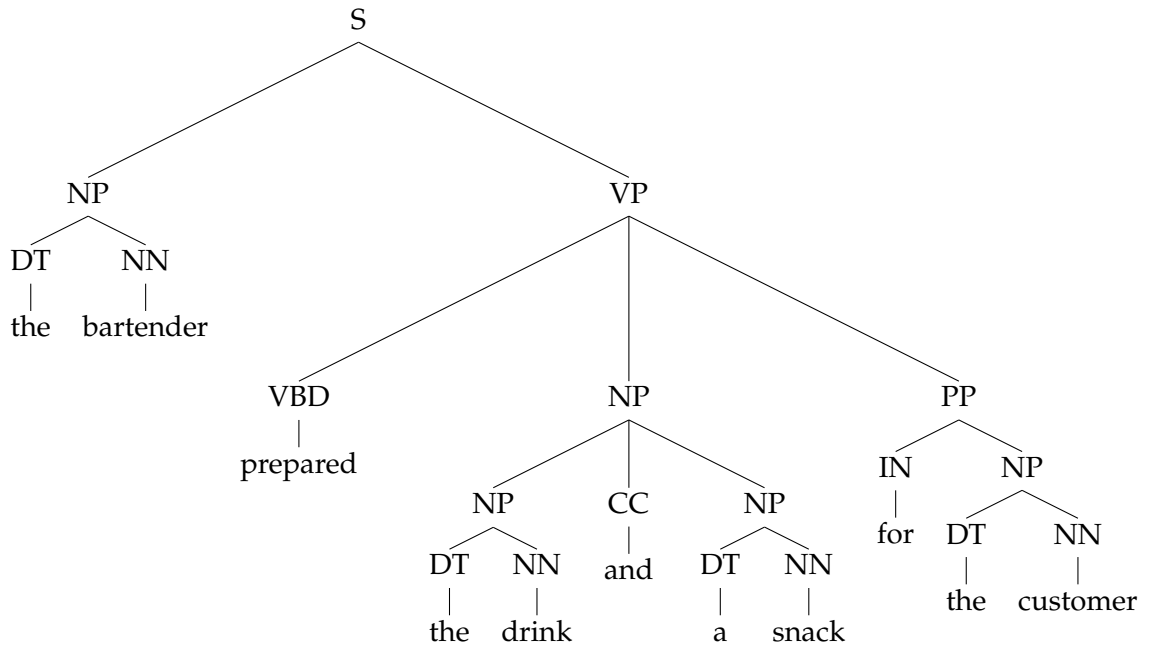 S
NP VP
DT NN
the bartender
VBD NP PP
prepared
IN NP
NP CC NP
for DT NN
DT NN and DT NN
the customer
the drink a snack